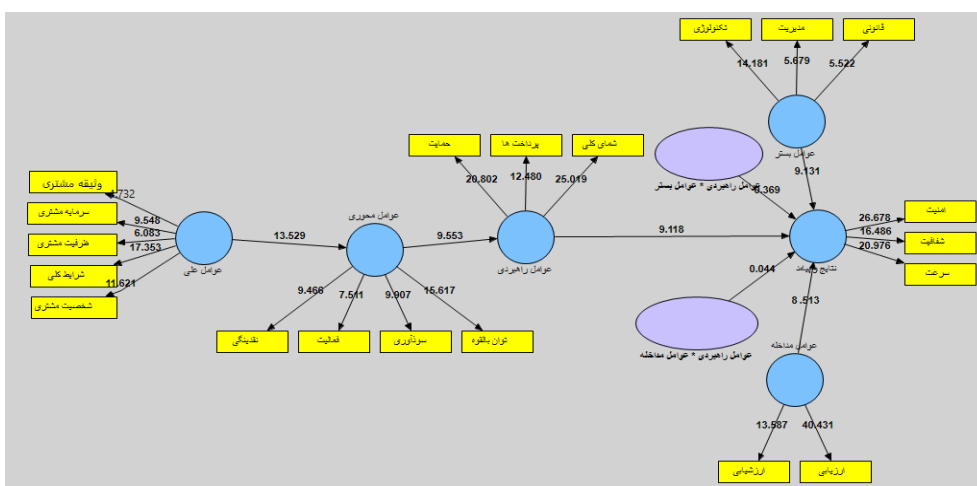 تکنولوژی
مدیریت
قانونی
14.181
5.679
5.522
عوامل بستر
9.131
حمایت
پرداخت ها
شمای کلی
20.802
12.480
25.019
عوامل راهبردی * عوامل بستر
وثیقه مشتری
سرمایه مشتری
9.548
ظرفیت مشتری
6.083
17.353
شرایط کلی
11.621
شخصیت مشتری
عوامل علی
13.529
عوامل محوری
9.553
عوامل راهبردی
9.118
نتایج و پیامد
26.678
امنیت
16.486
شفافیت
20.976
سرعت
9.466
7.511
9.907
15.617
نقدینگی
فعالیت
سودآوری
توان بالقوه
0.044
8.513
عوامل راهبردی * عوامل مداخله
عوامل مداخله
13.587
40.431
ارزشیابی
ارزیابی